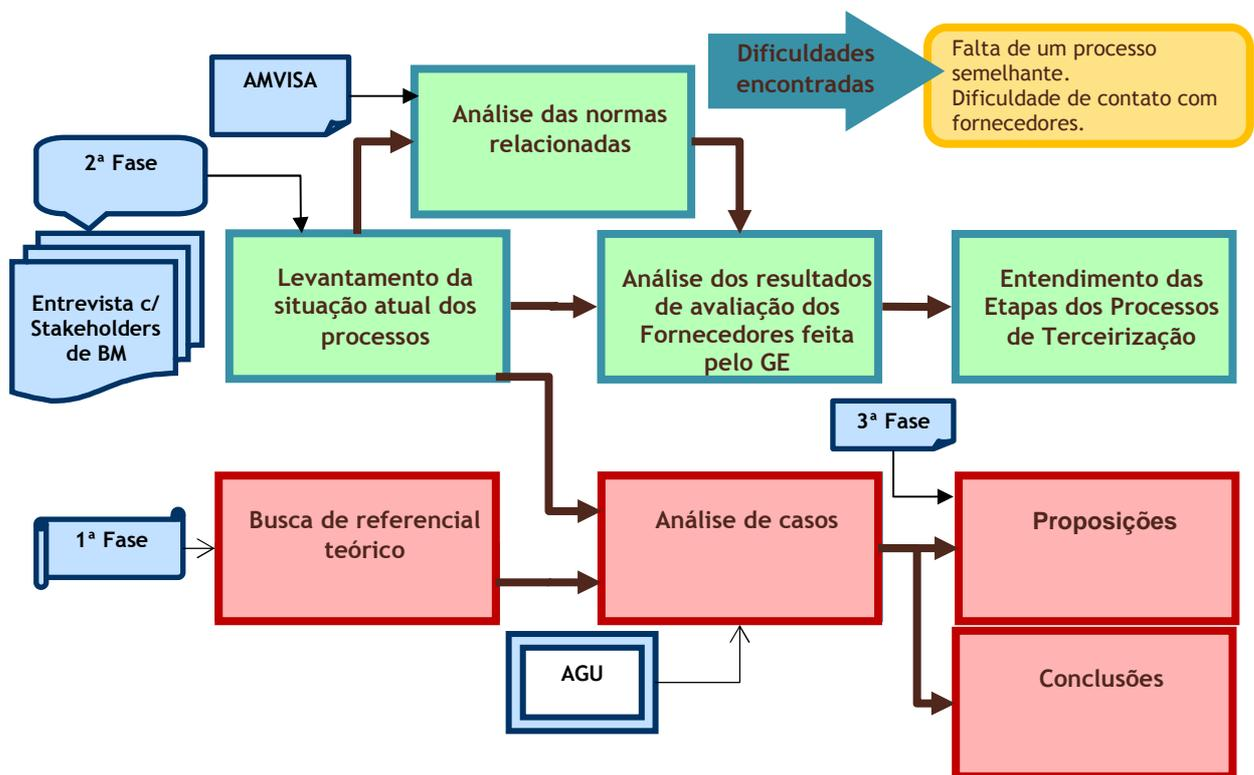 Dificuldades
encontradas
Falta de um processo
semelhante.
Dificuldade de contato com
fornecedores.
AMVISA
Análise das normas
relacionadas
2ª Fase
Entrevista c/
Stakeholders
de BM
Levantamento da
situação atual dos
processos
Análise dos resultados
de avaliação dos
Fornecedores feita
pelo GE
Entendimento das
Etapas dos Processos
de Terceirização
3ª Fase
1ª Fase
Busca de referencial
teórico
Análise de casos
Proposições
AGU
Conclusões